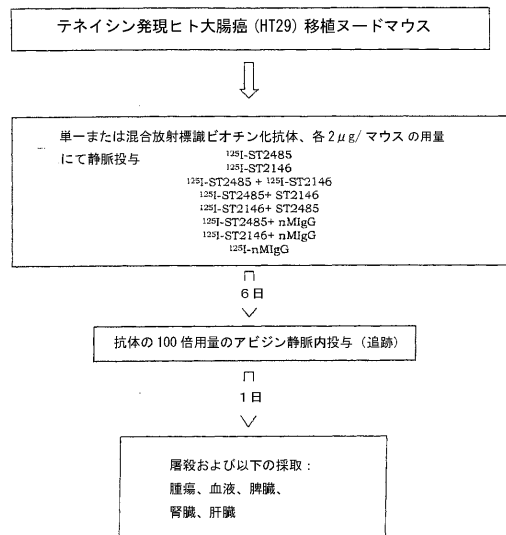 テネイシン発現ヒト大腸癌 (HT29) 移植ヌードマウス
単一または混合放射標識ビオチン化抗体、各2μg/マウスの用量
にて静脈投与
¹²⁵I-ST2485
¹²⁵I-ST2146
¹²⁵I-ST2485 + ¹²⁵I-ST2146
¹²⁵I-ST2485+ ST2146
¹²⁵I-ST2146+ ST2485
¹²⁵I-ST2485+ nMIgG
¹²⁵I-ST2146+ nMIgG
¹²⁵I-nMIgG
6日
抗体の100倍用量のアビジン静脈内投与 (追跡)
1日
屠殺および以下の採取:
腫瘍、血液、脾臓、
腎臓、肝臓